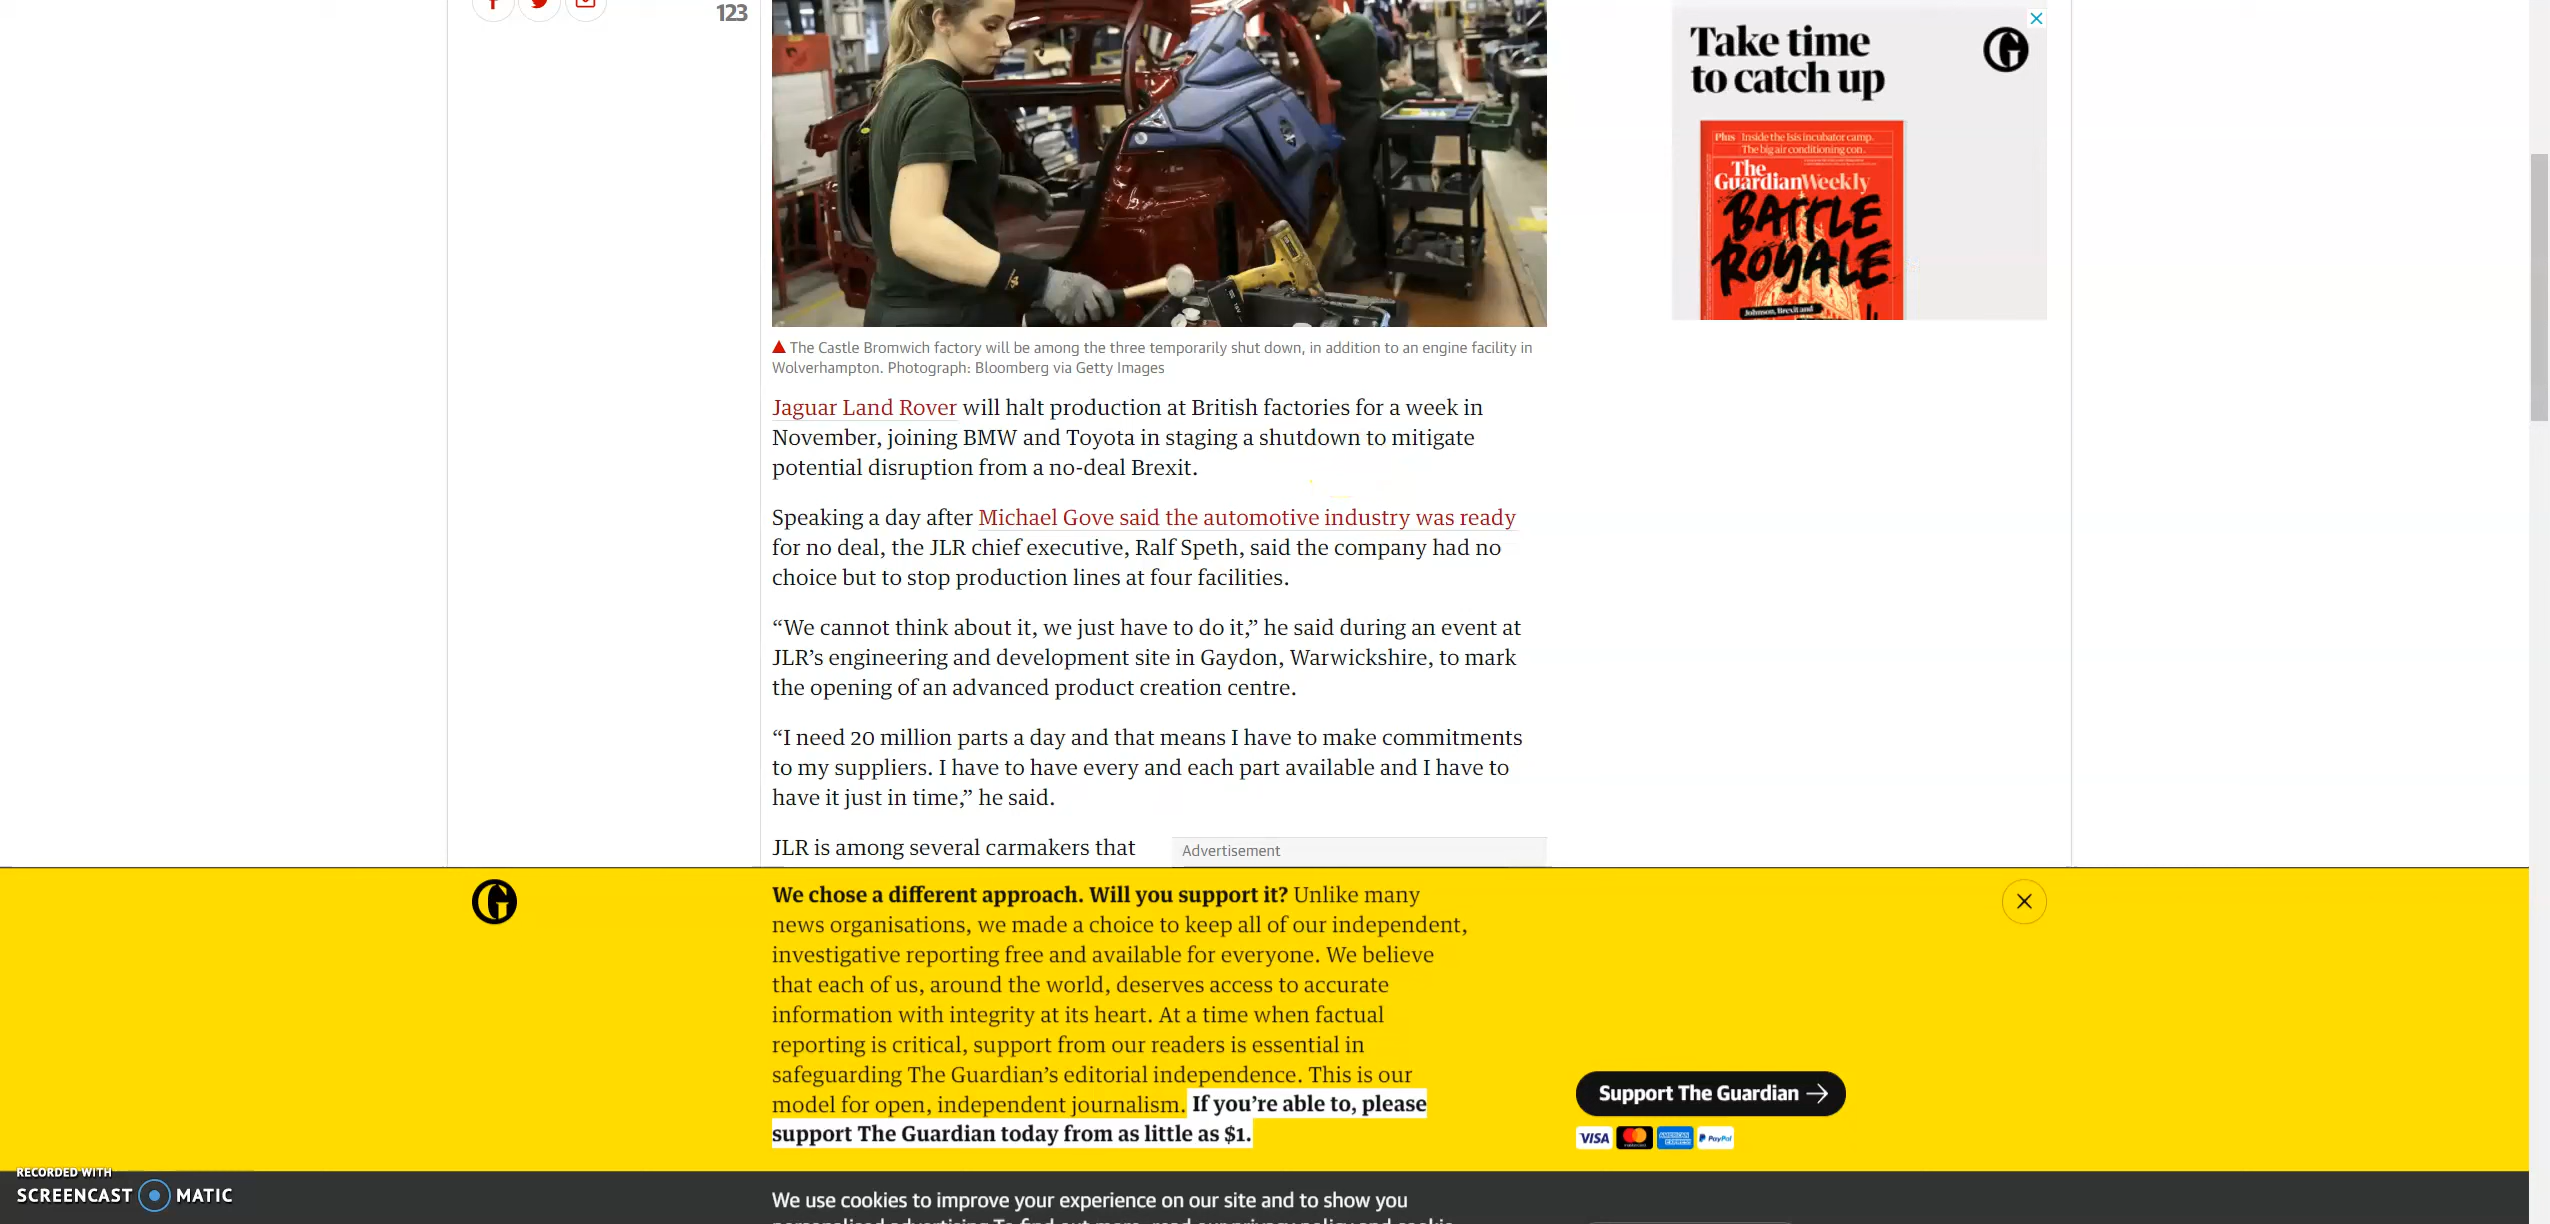 123
The Castle Bromwich factory will be among the three temporarily shut down, in addition to an engine facility in
Wolverhampton. Photograph: Bloomberg via Getty Images
Jaguar Land Rover will halt production at British factories for a week in
November, joining BMW and Toyota in staging a shutdown to mitigate
potential disruption from a no-deal Brexit.
Speaking a day after Michael Gove said the automotive industry was ready
for no deal, the JLR chief executive, Ralf Speth, said the company had no
choice but to stop production lines at four facilities.
“We cannot think about it, we just have to do it,” he said during an event at
JLR’s engineering and development site in Gaydon, Warwickshire, to mark
the opening of an advanced product creation centre.
“I need 20 million parts a day and that means I have to make commitments
to my suppliers. I have to have every and each part available and I have to
have it just in time,” he said.
JLR is among several carmakers that
Advertisement
Take time
to catch up
Plus Inside the Isis incubator camp.
The big air conditioning con.
The
Guardian Weekly
BATTLE
ROYALE
Johnson, Brexit and
We chose a different approach. Will you support it? Unlike many
news organisations, we made a choice to keep all of our independent,
investigative reporting free and available for everyone. We believe
that each of us, around the world, deserves access to accurate
information with integrity at its heart. At a time when factual
reporting is critical, support from our readers is essential in
safeguarding The Guardian’s editorial independence. This is our
model for open, independent journalism. If you’re able to, please
support The Guardian today from as little as $1.
Support The Guardian
VISA
AMERICAN EXPRESS
PayPal
RECORDED WITH
SCREENCAST MATIC
We use cookies to improve your experience on our site and to show you